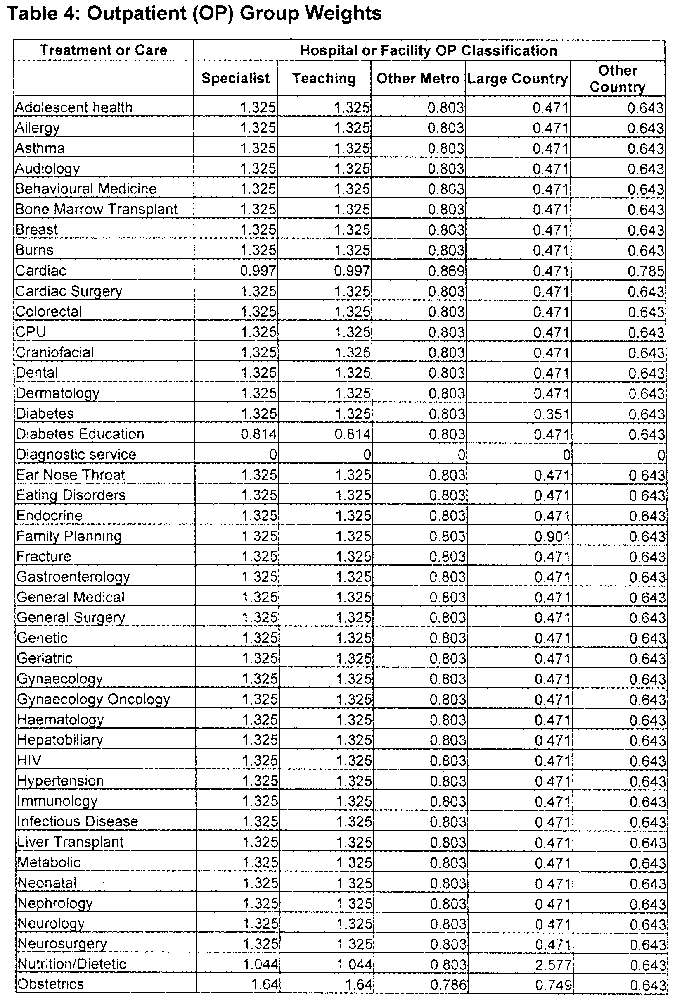 Table 4: Outpatient (OP) Group Weights
Treatment or Care Hospital or Facility OP Classification
Specialist Teaching Other Metro Large Country Other Country
Adolescent health 1.325 1.325 0.803 0.471 0.643
Allergy 1.325 1.325 0.803 0.471 0.643
Asthma 1.325 1.325 0.803 0.471 0.643
Audiology 1.325 1.325 0.803 0.471 0.643
Behavioural Medicine 1.325 1.325 0.803 0.471 0.643
Bone Marrow Transplant 1.325 1.325 0.803 0.471 0.643
Breast 1.325 1.325 0.803 0.471 0.643
Burns 1.325 1.325 0.803 0.471 0.643
Cardiac 0.997 0.997 0.869 0.471 0.785
Cardiac Surgery 1.325 1.325 0.803 0.471 0.643
Colorectal 1.325 1.325 0.803 0.471 0.643
CPU 1.325 1.325 0.803 0.471 0.643
Craniofacial 1.325 1.325 0.803 0.471 0.643
Dental 1.325 1.325 0.803 0.471 0.643
Dermatology 1.325 1.325 0.803 0.471 0.643
Diabetes 1.325 1.325 0.803 0.351 0.643
Diabetes Education 0.814 0.814 0.803 0.471 0.643
Diagnostic service 0 0 0 0 0
Ear Nose Throat 1.325 1.325 0.803 0.471 0.643
Eating Disorders 1.325 1.325 0.803 0.471 0.643
Endocrine 1.325 1.325 0.803 0.471 0.643
Family Planning 1.325 1.325 0.803 0.901 0.643
Fracture 1.325 1.325 0.803 0.471 0.643
Gastroenterology 1.325 1.325 0.803 0.471 0.643
General Medical 1.325 1.325 0.803 0.471 0.643
General Surgery 1.325 1.325 0.803 0.471 0.643
Genetic 1.325 1.325 0.803 0.471 0.643
Geriatric 1.325 1.325 0.803 0.471 0.643
Gynaecology 1.325 1.325 0.803 0.471 0.643
Gynaecology Oncology 1.325 1.325 0.803 0.471 0.643
Haematology 1.325 1.325 0.803 0.471 0.643
Hepatobiliary 1.325 1.325 0.803 0.471 0.643
HIV 1.325 1.325 0.803 0.471 0.643
Hypertension 1.325 1.325 0.803 0.471 0.643
Immunology 1.325 1.325 0.803 0.471 0.643
Infectious Disease 1.325 1.325 0.803 0.471 0.643
Liver Transplant 1.325 1.325 0.803 0.471 0.643
Metabolic 1.325 1.325 0.803 0.471 0.643
Neonatal 1.325 1.325 0.803 0.471 0.643
Nephrology 1.325 1.325 0.803 0.471 0.643
Neurology 1.325 1.325 0.803 0.471 0.643
Neurosurgery 1.325 1.325 0.803 0.471 0.643
Nutrition/Dietetic 1.044 1.044 0.803 2.577 0.643
Obstetrics 1.64 1.64 0.786 0.749 0.643